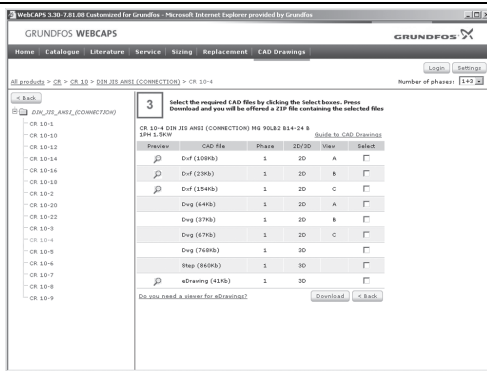 WebCAPS 3.30-7.81.08 Customized for Grundfos - Microsoft Internet Explorer provided by Grundfos
GRUNDFOS WEBCAPS
GRUNDFOS
Home Catalogue Literature Service Sizing Replacement CAD Drawings
Login Settings
All products > CR > CR 10 > DIN JIS ANSI (CONNECTION) > CR 10-4
Number of phases: 1+3
< Back
DIN_JIS_ANSI_(CONNECTION)
CR 10-1
CR 10-10
CR 10-12
CR 10-14
CR 10-16
CR 10-18
CR 10-2
CR 10-20
CR 10-22
CR 10-3
CR 10-4
CR 10-5
CR 10-6
CR 10-7
CR 10-8
CR 10-9
3
Select the required CAD files by clicking the Select boxes. Press
Download and you will be offered a ZIP file containing the selected files
CR 10-4 DIN JIS ANSI (CONNECTION) MG 90LB2 B14-24 B
1PH 1.5KW
Guide to CAD Drawings
Preview CAD file Phase 2D/3D View Select
Dxf (108Kb) 1 2D A
Dxf (23Kb) 1 2D B
Dxf (154Kb) 1 2D C
Dwg (64Kb) 1 2D A
Dwg (37Kb) 1 2D B
Dwg (67Kb) 1 2D C
Dwg (768Kb) 1 3D
Step (860Kb) 1 3D
eDrawing (41Kb) 1 3D
Do you need a viewer for eDrawings?
Download < Back